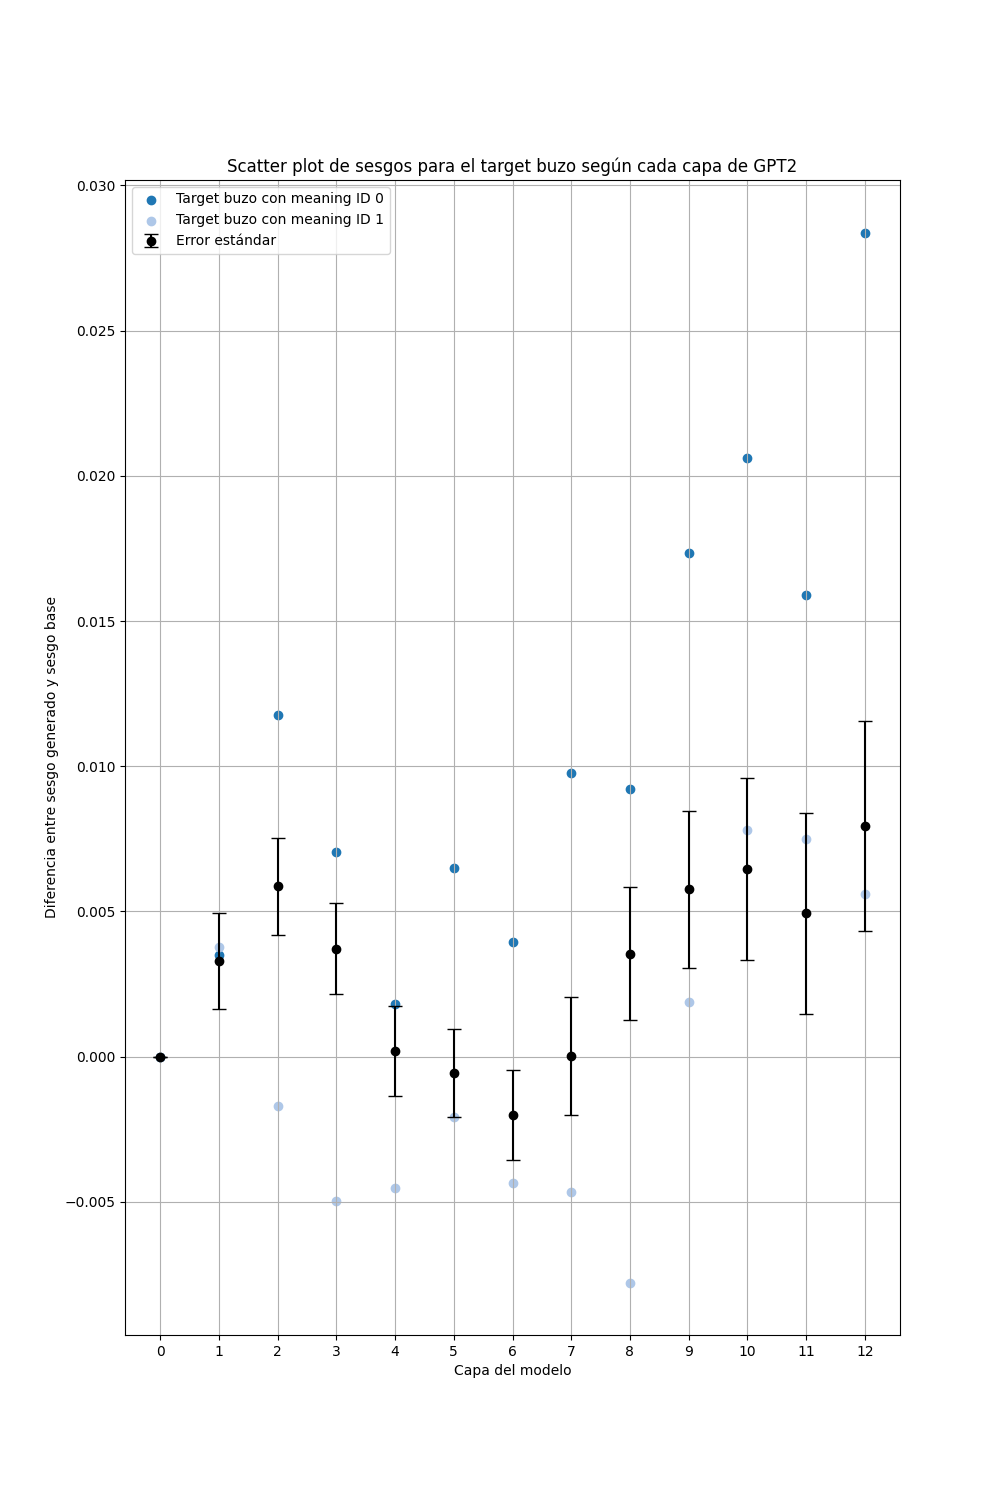 Scatter plot de sesgos para el target buzo según cada capa de GPT2
Target buzo con meaning ID 0
Target buzo con meaning ID 1
Error estándar
0.030
0.025
0.020
0.015
0.010
0.005
0.000
−0.005
Diferencia entre sesgo generado y sesgo base
0 1 2 3 4 5 6 7 8 9 10 11 12
Capa del modelo